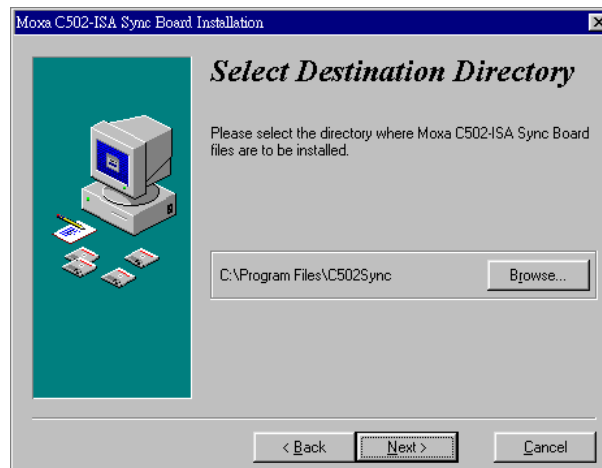 Moxa C502-ISA Sync Board Installation
Select Destination Directory
Please select the directory where Moxa C502-ISA Sync Board
files are to be installed.
C:\Program Files\C502Sync
Browse...
< Back
Next >
Cancel